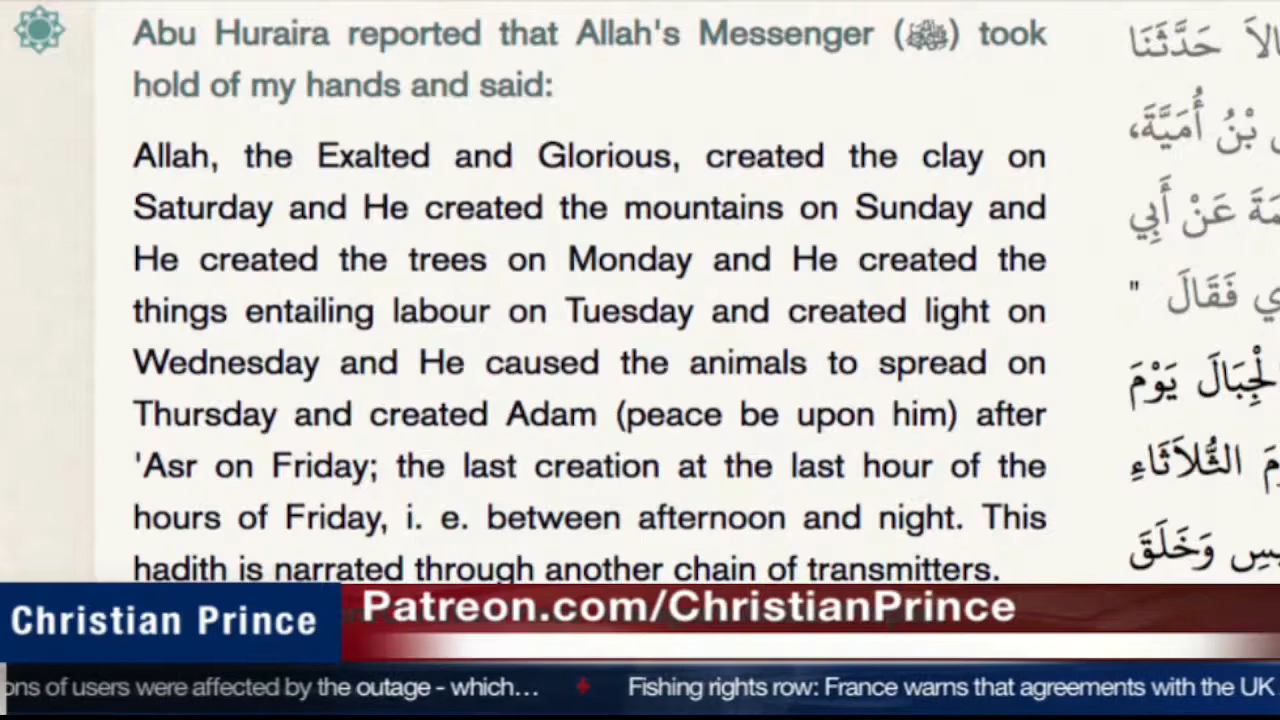 Abu Huraira reported that Allah's Messenger (ﷺ) took
hold of my hands and said:
Allah, the Exalted and Glorious, created the clay on
Saturday and He created the mountains on Sunday and
He created the trees on Monday and He created the
things entailing labour on Tuesday and created light on
Wednesday and He caused the animals to spread on
Thursday and created Adam (peace be upon him) after
'Asr on Friday; the last creation at the last hour of the
hours of Friday, i. e. between afternoon and night. This
hadith is narrated through another chain of transmitters.
حَدَّثَنَا
بْنُ أُمَيَّةَ،
عَنْ أَبِي
فَقَالَ "
الْجِبَالَ يَوْمَ
الثُّلاَثَاءِ
وَخَلَقَ
Christian Prince
Patreon.com/ChristianPrince
ons of users were affected by the outage - which... Fishing rights row: France warns that agreements with the UK